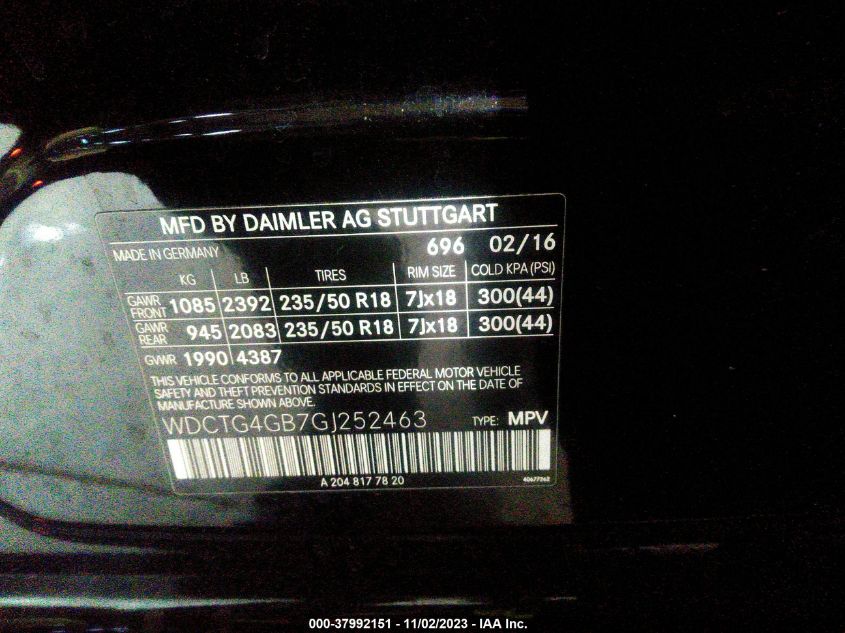 MFD BY DAIMLER AG STUTTGART
MADE IN GERMANY 696 02/16
KG LB TIRES RIM SIZE COLD KPA (PSI)
GAWR FRONT 1085 2392 235/50 R18 7Jx18 300(44)
GAWR REAR 945 2083 235/50 R18 7Jx18 300(44)
GVWR 1990 4387
THIS VEHICLE CONFORMS TO ALL APPLICABLE FEDERAL MOTOR VEHICLE
SAFETY AND THEFT PREVENTION STANDARDS IN EFFECT ON THE DATE OF
MANUFACTURE SHOWN ABOVE.
WDCTG4GB7GJ252463 TYPE: MPV
A 204 817 78 20 40677262
000-37992151 - 11/02/2023 - IAA Inc.